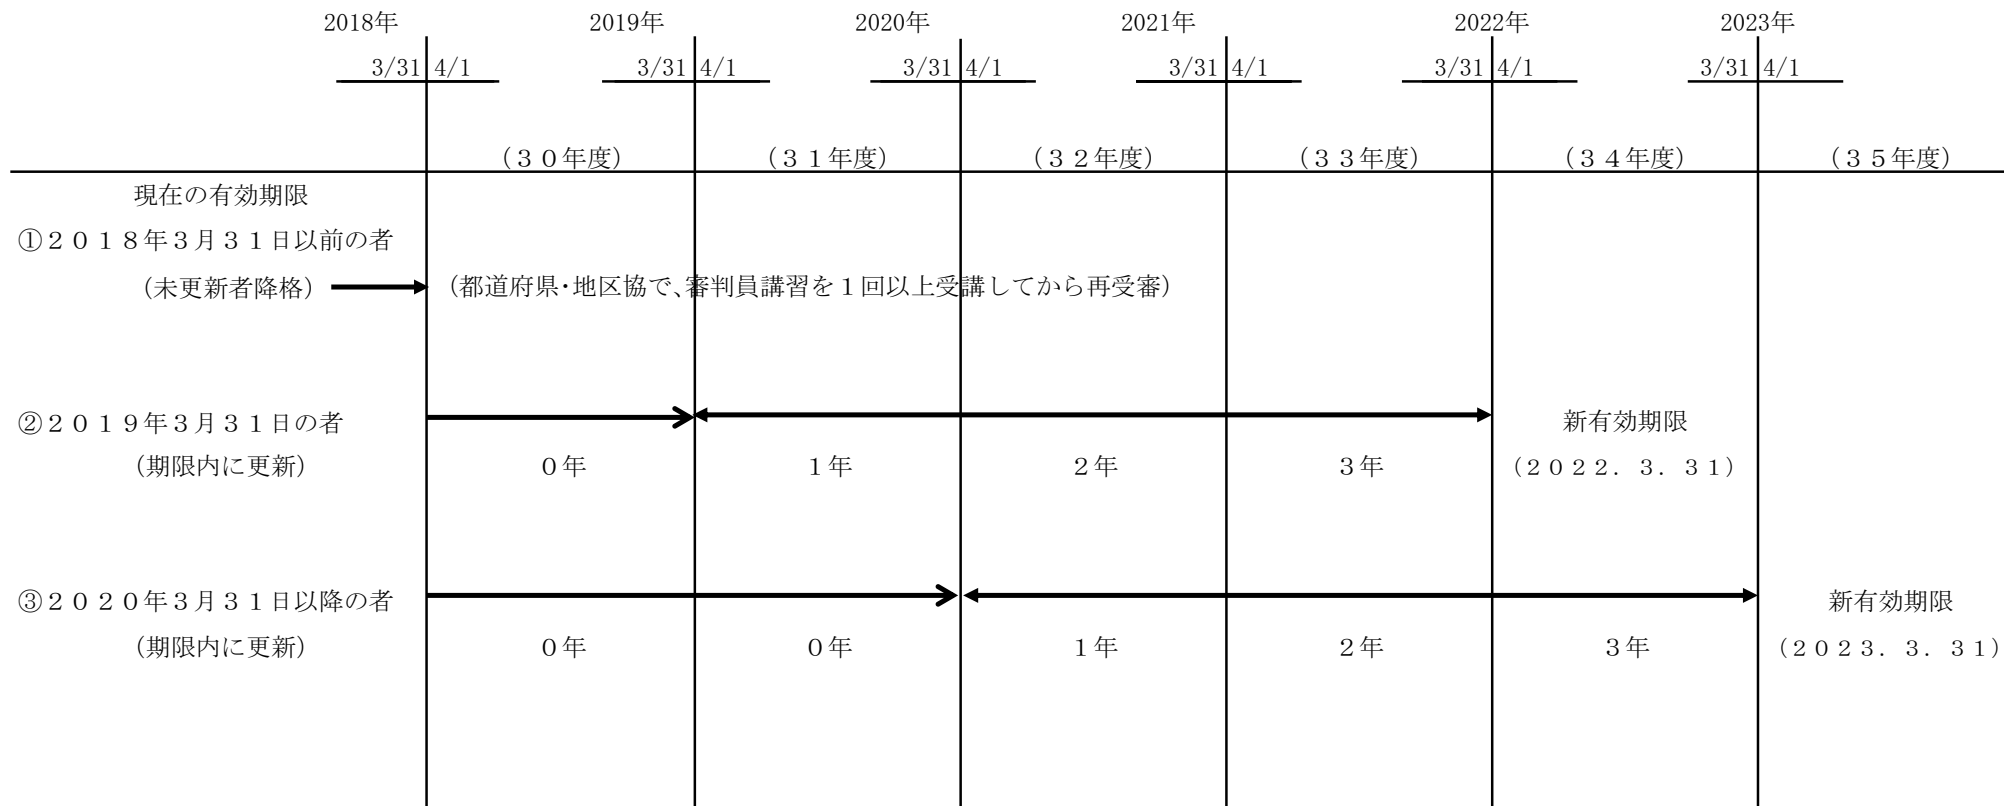 2018年 2019年 2020年 2021年 2022年 2023年
3/31 4/1 3/31 4/1 3/31 4/1 3/31 4/1 3/31 4/1 3/31 4/1
（３０年度） （３１年度） （３２年度） （３３年度） （３４年度） （３５年度）
現在の有効期限
①２０１８年３月３１日以前の者
（未更新者降格） （都道府県・地区協で、審判員講習を１回以上受講してから再受審）
②２０１９年３月３１日の者 新有効期限
（期限内に更新） ０年 １年 ２年 ３年 （２０２２．３．３１）
③２０２０年３月３１日以降の者 新有効期限
（期限内に更新） ０年 ０年 １年 ２年 ３年 （２０２３．３．３１）